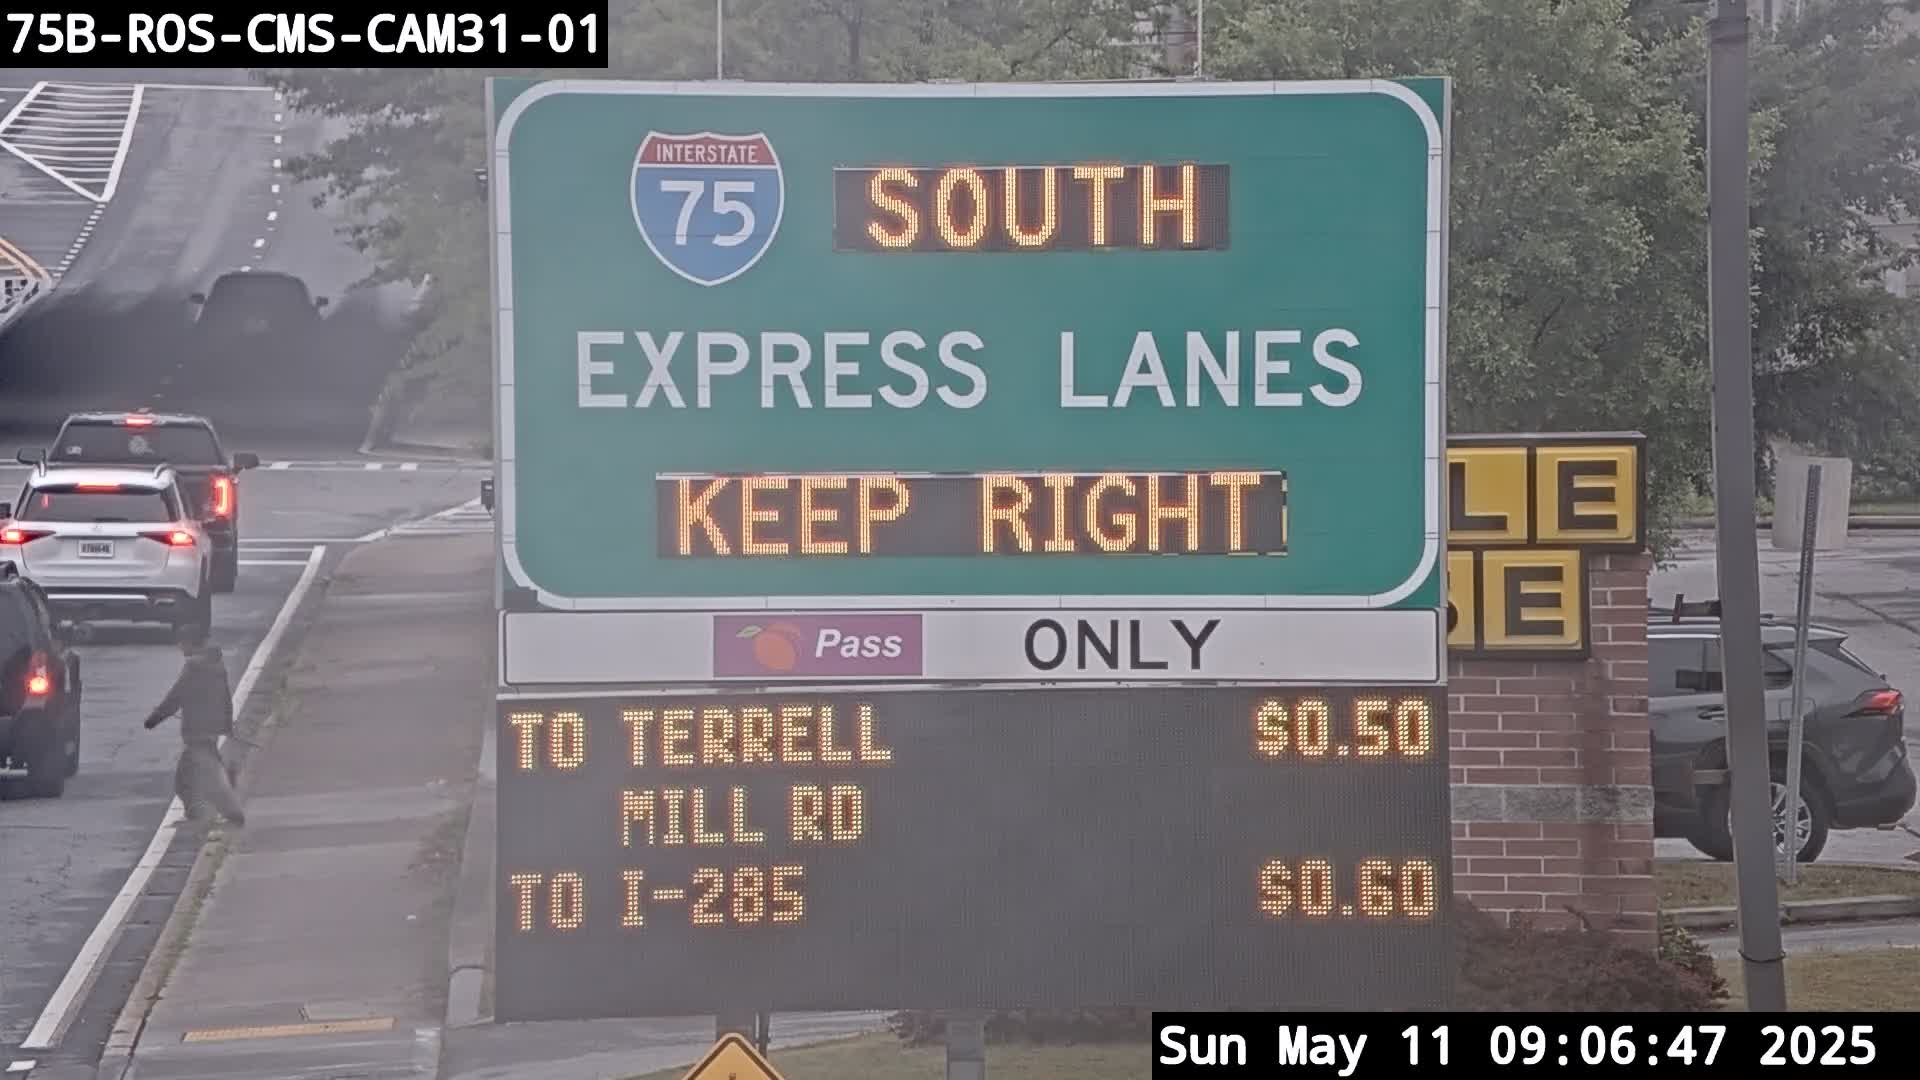 75B-ROS-CMS-CAM31-01
INTERSTATE
75
SOUTH
EXPRESS LANES
KEEP RIGHT
Pass ONLY
TO TERRELL $0.50
MILL RD
TO I-285 $0.60
LE
E
Sun May 11 09:06:47 2025